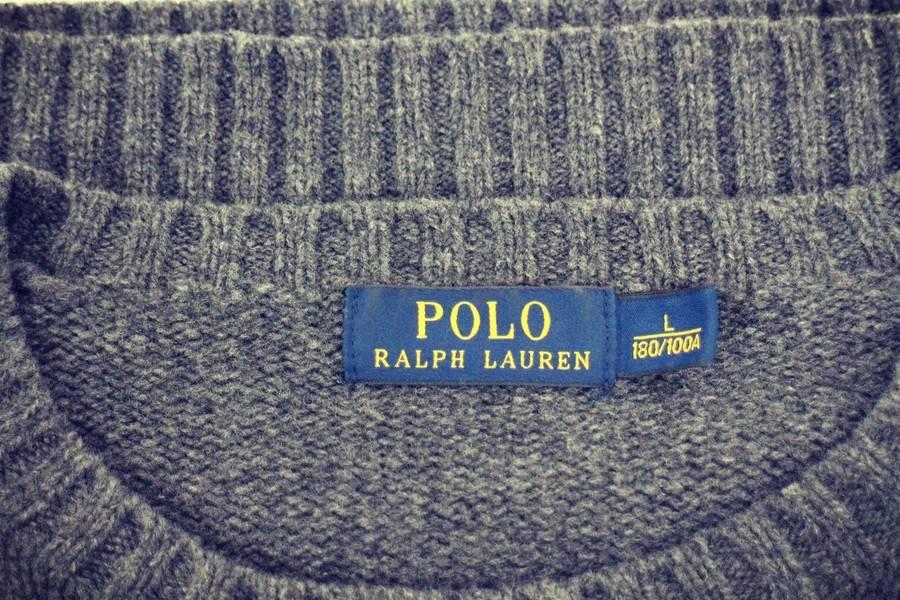 POLO
RALPH LAUREN
L
180/100A